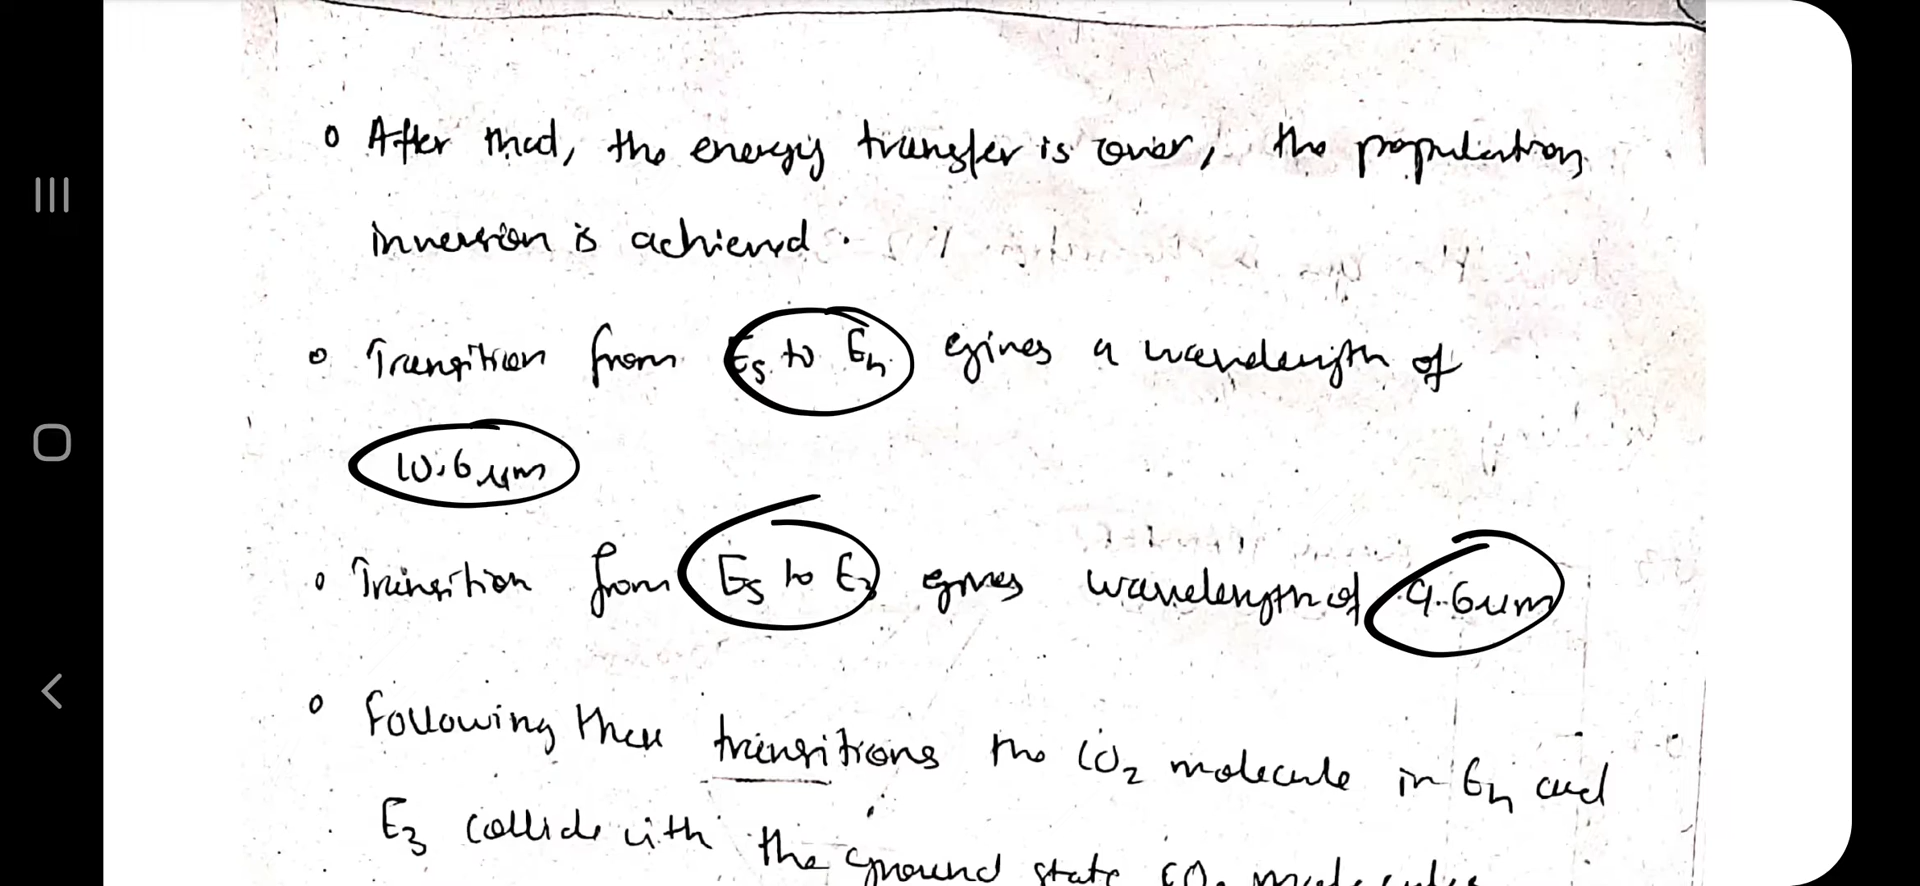 After that, the energy transfer is over, the population
inversion is achieved.
Transition from E5 to E4 gives a wavelength of
10.6 μm
Transition from E5 to E3 gives wavelength of 9.6 μm
Following these transitions the CO2 molecule in E4 and
E3 collide with the ground state CO2 molecules